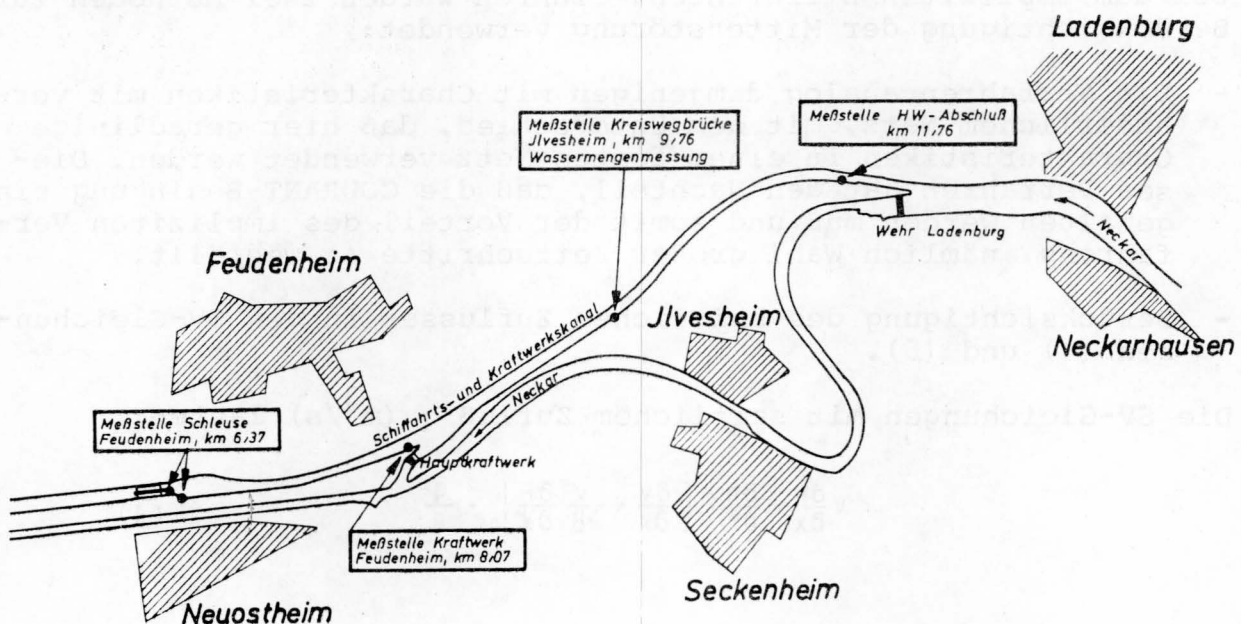 Ladenburg
Meßstelle Kreiswegbrücke
Jlvesheim, km 9,76
Wassermengenmessung
Meßstelle HW-Abschluß
km 11,76
Wehr Ladenburg
Neckar
Feudenheim
Jlvesheim
Neckarhausen
Schiffahrts- und Kraftwerkskanal
Neckar
Meßstelle Schleuse
Feudenheim, km 6,37
Hauptkraftwerk
Meßstelle Kraftwerk
Feudenheim, km 8,07
Seckenheim
Neuostheim